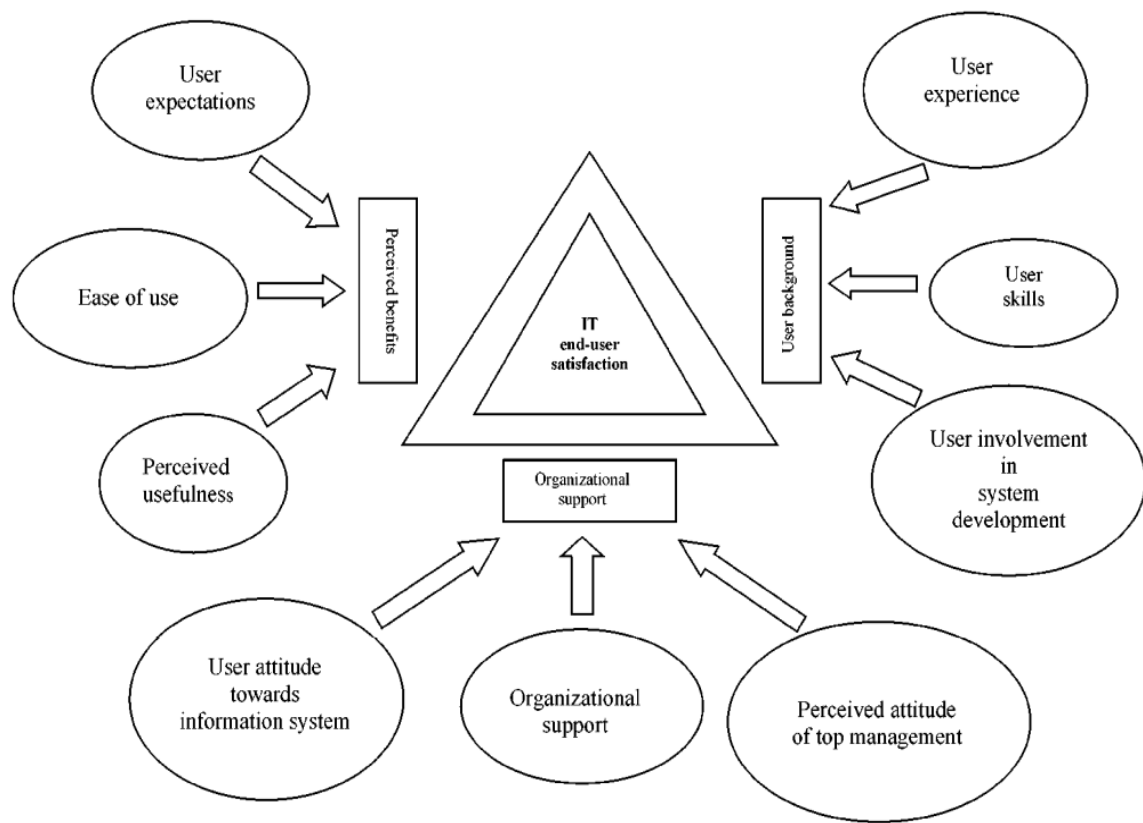 User
expectations
User
experience
Perceived benefits
User background
Ease of use
User
skills
IT
end-user
satisfaction
Perceived
usefulness
User involvement
in
system
development
Organizational
support
User attitude
towards
information system
Organizational
support
Perceived attitude
of top management